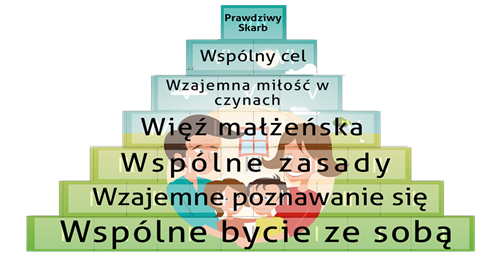 Prawdziwy
Skarb
Wspólny cel
Wzajemna miłość w
czynach
Więź małżeńska
Wspólne zasady
Wzajemne poznawanie się
Wspólne bycie ze sobą